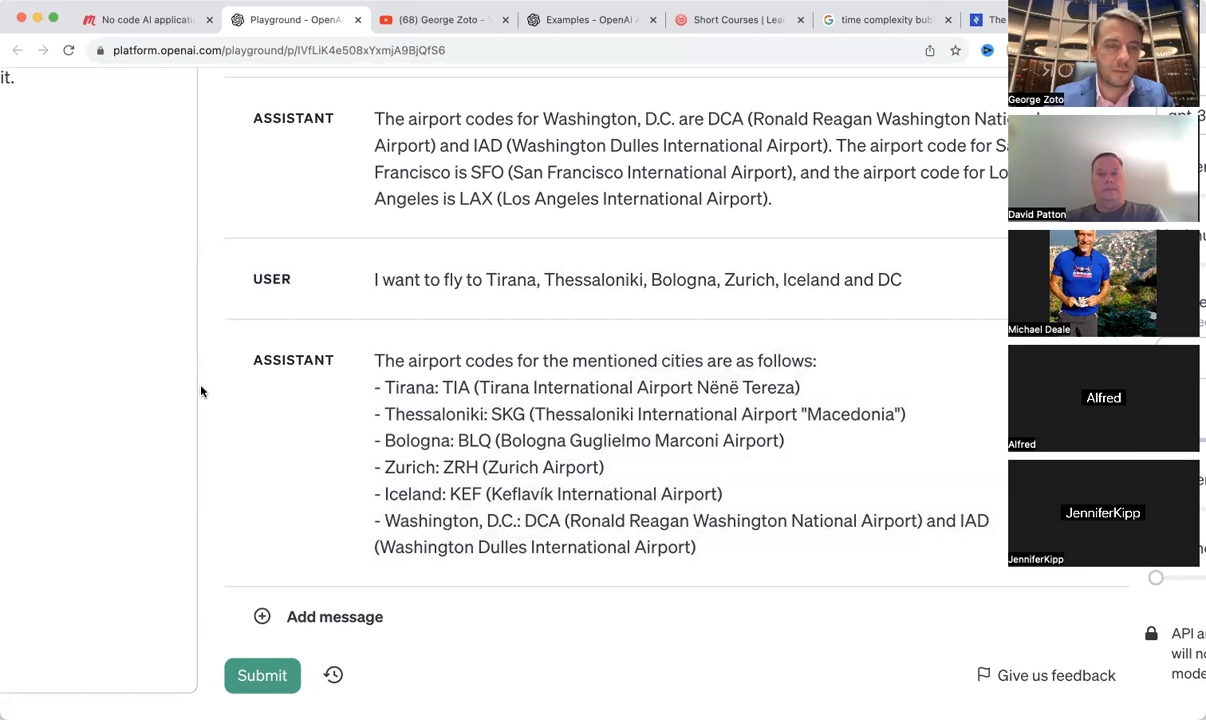 No code AI applicati
Playground - OpenAI
(68) George Zoto -
Examples - OpenAI
Short Courses | Lea
time complexity bub
The
platform.openai.com/playground/p/lVfLiK4e508xYxmjA9BjQfS6
it.
ASSISTANT
The airport codes for Washington, D.C. are DCA (Ronald Reagan Washington Nati
Airport) and IAD (Washington Dulles International Airport). The airport code for Sa
Francisco is SFO (San Francisco International Airport), and the airport code for Lo
Angeles is LAX (Los Angeles International Airport).
USER
I want to fly to Tirana, Thessaloniki, Bologna, Zurich, Iceland and DC
ASSISTANT
The airport codes for the mentioned cities are as follows:
- Tirana: TIA (Tirana International Airport Nënë Tereza)
- Thessaloniki: SKG (Thessaloniki International Airport "Macedonia")
- Bologna: BLQ (Bologna Guglielmo Marconi Airport)
- Zurich: ZRH (Zurich Airport)
- Iceland: KEF (Keflavík International Airport)
- Washington, D.C.: DCA (Ronald Reagan Washington National Airport) and IAD
(Washington Dulles International Airport)
Add message
Submit
Give us feedback
API a
will no
mode
George Zoto
David Patton
Michael Deale
Alfred
Alfred
JenniferKipp
JenniferKipp